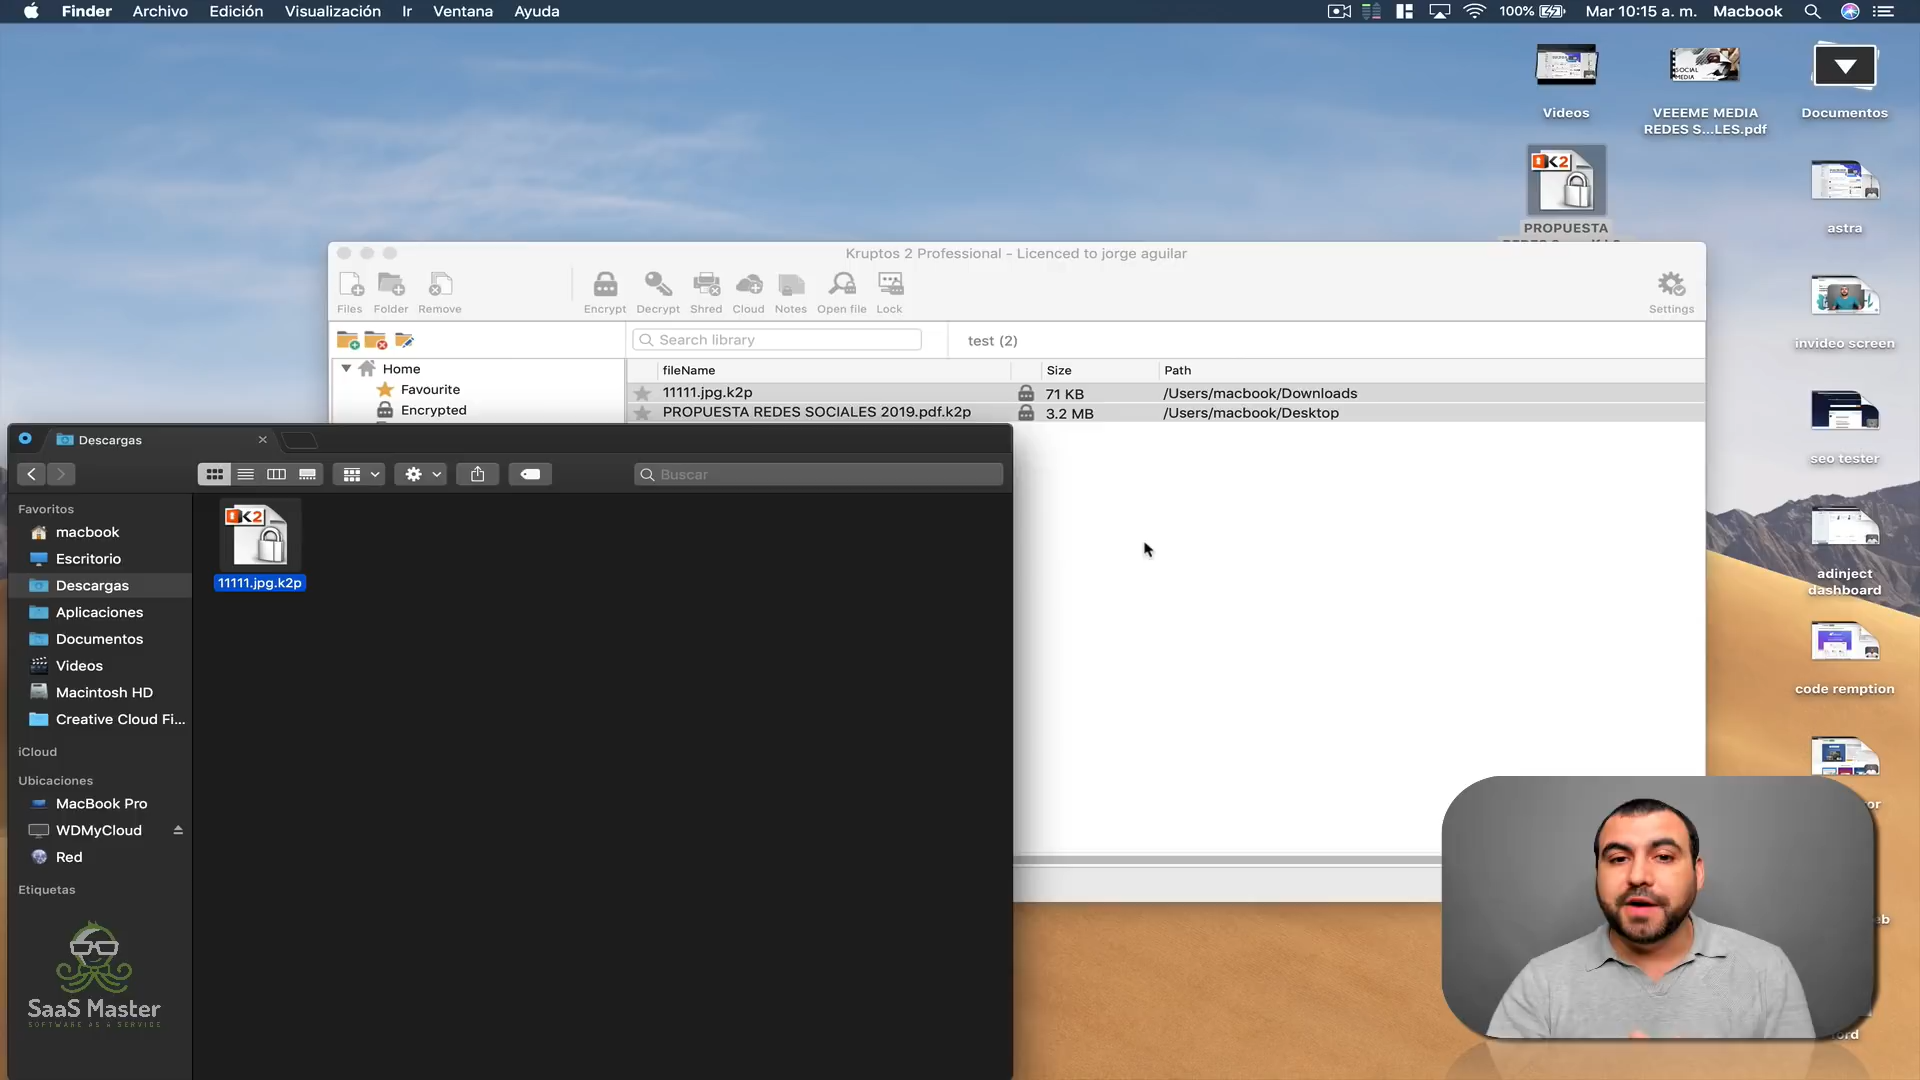 Finder Archivo Edición Visualización Ir Ventana Ayuda
100% Mar 10:15 a. m. Macbook
Videos
VEEEME MEDIA
REDES S...LES.pdf
Documentos
K2
PROPUESTA
astra
invideo screen
seo tester
adinject
dashboard
code remption
Kruptos 2 Professional - Licenced to jorge aguilar
Files Folder Remove Encrypt Decrypt Shred Cloud Notes Open file Lock Settings
Search library
test (2)
Home
Favourite
Encrypted
fileName Size Path
11111.jpg.k2p 71 KB /Users/macbook/Downloads
PROPUESTA REDES SOCIALES 2019.pdf.k2p 3.2 MB /Users/macbook/Desktop
Descargas
Buscar
Favoritos
macbook
Escritorio
Descargas
Aplicaciones
Documentos
Videos
Macintosh HD
Creative Cloud Fi...
iCloud
Ubicaciones
MacBook Pro
WDMyCloud
Red
Etiquetas
K2
11111.jpg.k2p
SaaS Master
SOFTWARE AS A SERVICE